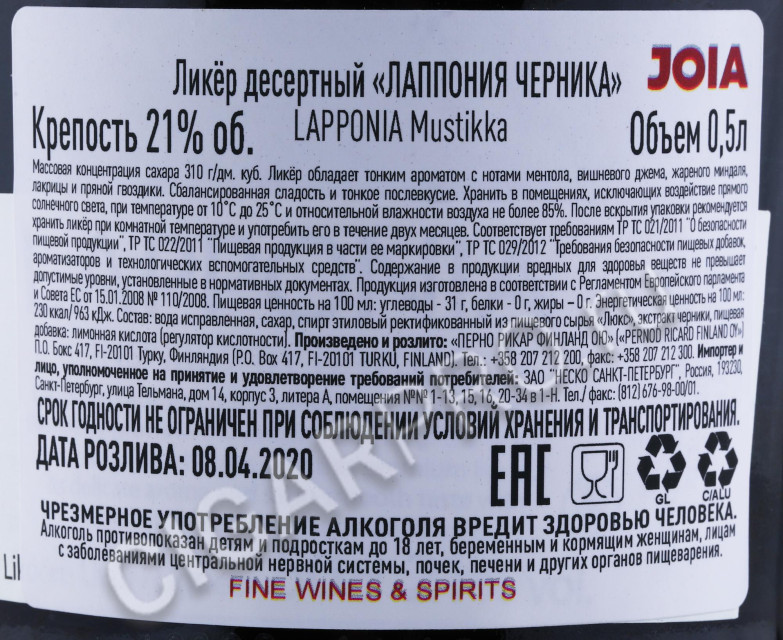 JOIA
Ликёр десертный «ЛАППОНИЯ ЧЕРНИКА»
Крепость 21% об.
LAPPONIA Mustikka
Объем 0,5л
Массовая концентрация сахара 310 г/дм. куб. Ликёр обладает тонким ароматом с нотами ментола, вишневого джема, жареного миндаля,
лакрицы и пряной гвоздики. Сбалансированная сладость и тонкое послевкусие. Хранить в помещениях, исключающих воздействие прямого
солнечного света, при температуре от 10˚С до 25˚С и относительной влажности воздуха не более 85%. После вскрытия упаковки рекомендуется
хранить ликёр при комнатной температуре и употребить его в течение двух месяцев. Соответствует требованиям ТР ТС 021/2011 "О безопасности
пищевой продукции", ТР ТС 022/2011 "Пищевая продукция в части ее маркировки", ТР ТС 029/2012 "Требования безопасности пищевых добавок,
ароматизаторов и технологических вспомогательных средств". Содержание в продукции вредных для здоровья веществ не превышает
допустимые уровни, установленные в нормативных документах. Продукция изготовлена в соответствии с Регламентом Европейского парламента
и Совета ЕС от 15.01.2008 № 110/2008. Пищевая ценность на 100 мл: углеводы - 31 г, белки - 0 г, жиры – 0 г. Энергетическая ценность на 100 мл:
230 ккал/ 963 кДж. Состав: вода исправленная, сахар, спирт этиловый ректификованный из пищевого сырья «Люкс», экстракт черники, пищевая
добавка: лимонная кислота (регулятор кислотности). Произведено и розлито: «ПЕРНО РИКАР ФИНЛАНД ОЮ» («PERNOD RICARD FINLAND OY»)
П.О. Бокс 417, FI-20101 Турку, Финляндия (P.O. Box 417, FI-20101 TURKU, FINLAND). Тел.: +358 207 212 200, факс: +358 207 212 300. Импортер и
лицо, уполномоченное на принятие и удовлетворение требований потребителей: ЗАО "НЕСКО САНКТ-ПЕТЕРБУРГ", Россия, 193230,
Санкт-Петербург, улица Тельмана, дом 14, корпус 3, литера А, помещения №№ 1-13, 15, 16, 20-34 в 1-Н. Тел./ факс: (812) 676-98-00/01.
СРОК ГОДНОСТИ НЕ ОГРАНИЧЕН ПРИ СОБЛЮДЕНИИ УСЛОВИЙ ХРАНЕНИЯ И ТРАНСПОРТИРОВАНИЯ.
ДАТА РОЗЛИВА: 08.04.2020
EAC
GL
C/ALU
ЧРЕЗМЕРНОЕ УПОТРЕБЛЕНИЕ АЛКОГОЛЯ ВРЕДИТ ЗДОРОВЬЮ ЧЕЛОВЕКА.
Алкоголь противопоказан детям и подросткам до 18 лет, беременным и кормящим женщинам, лицам
с заболеваниями центральной нервной системы, почек, печени и других органов пищеварения.
FINE WINES & SPIRITS
Lil
CIGARPRO.ru